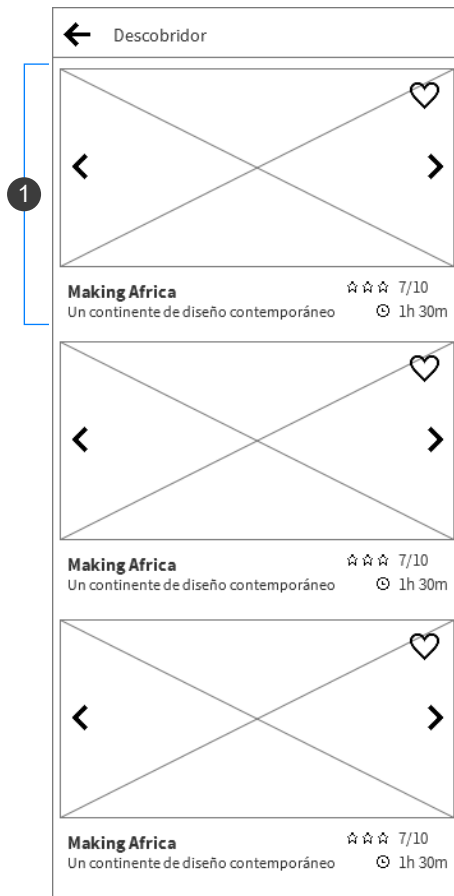 Descobridor
1
Making Africa 7/10
Un continente de diseño contemporáneo 1h 30m
Making Africa 7/10
Un continente de diseño contemporáneo 1h 30m
Making Africa 7/10
Un continente de diseño contemporáneo 1h 30m